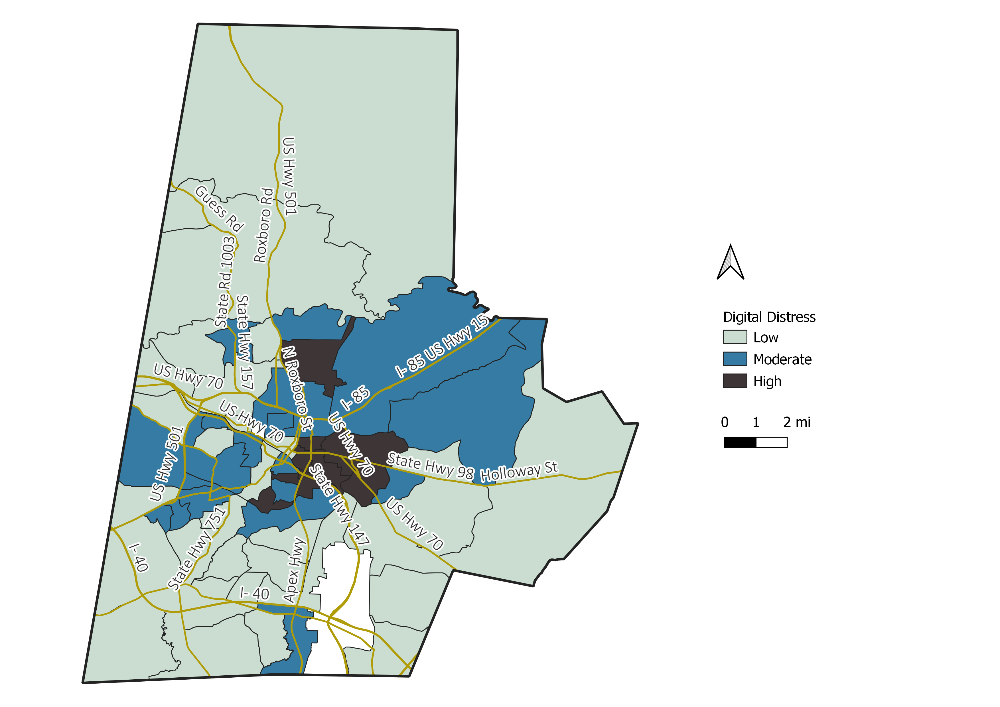 US Hwy 501
Guess Rd
Roxboro Rd
State Rd 1003
State Hwy 157
I- 85 US Hwy 15
N Roxboro St
US Hwy 70
I- 85
US Hwy 70
US Hwy 70
US Hwy 501
State Hwy 98
Holloway St
State Hwy 147
US Hwy 70
State Hwy 751
I- 40
Apex Hwy
I- 40
Digital Distress
Low
Moderate
High
0 1 2 mi